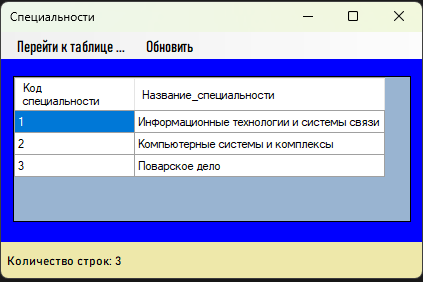 Специальности
Перейти к таблице ... Обновить
Код специальности Название_специальности
1 Информационные технологии и системы связи
2 Компьютерные системы и комплексы
3 Поварское дело
Количество строк: 3